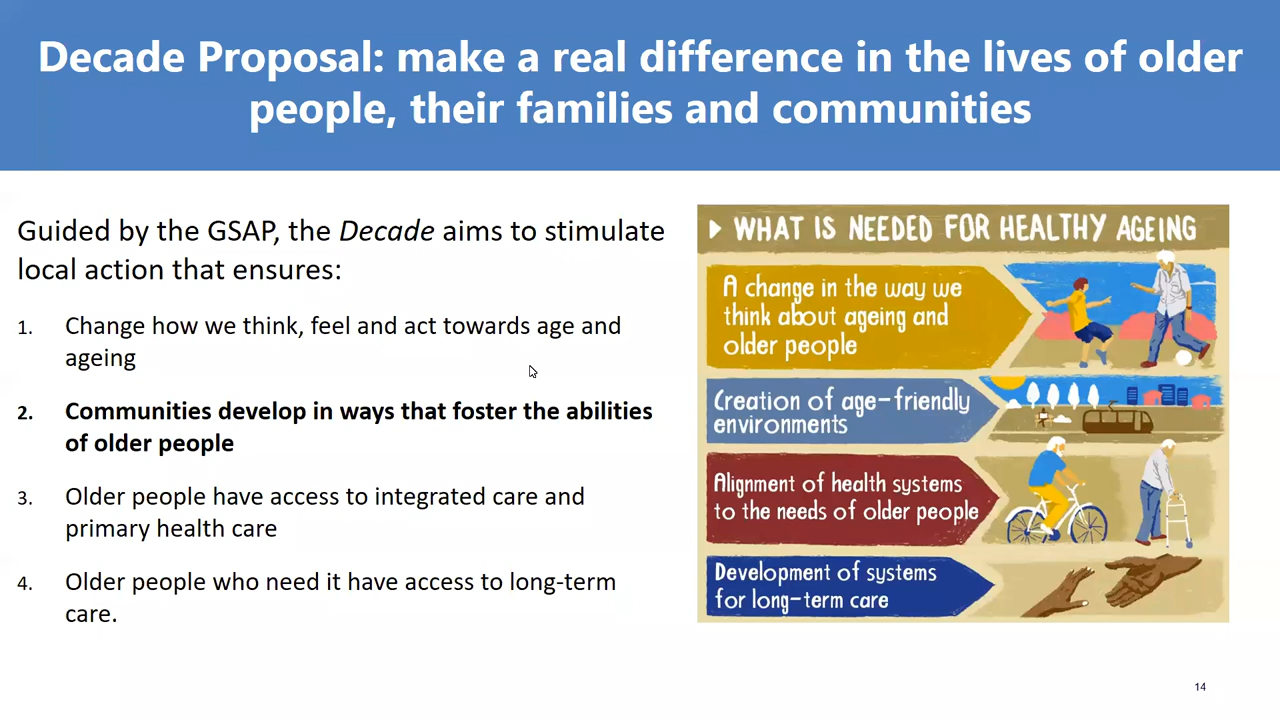 Decade Proposal: make a real difference in the lives of older
people, their families and communities
Guided by the GSAP, the Decade aims to stimulate
local action that ensures:
1. Change how we think, feel and act towards age and
ageing
2. Communities develop in ways that foster the abilities
of older people
3. Older people have access to integrated care and
primary health care
4. Older people who need it have access to long-term
care.
WHAT IS NEEDED FOR HEALTHY AGEING
A change in the way we
think about ageing and
older people
Creation of age-friendly
environments
Alignment of health systems
to the needs of older people
Development of systems
for long-term care
14